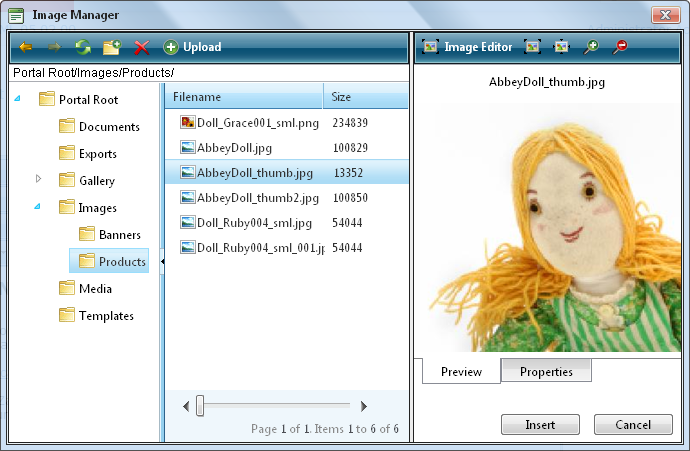 Image Manager
Upload
Image Editor
Portal Root/Images/Products/
AbbeyDoll_thumb.jpg
Portal Root
Documents
Exports
Gallery
Images
Banners
Products
Media
Templates
Filename Size
Doll_Grace001_sml.png 234839
AbbeyDoll.jpg 100829
AbbeyDoll_thumb.jpg 13352
AbbeyDoll_thumb2.jpg 100850
Doll_Ruby004_sml.jpg 54044
Doll_Ruby004_sml_001.jp 54044
Page 1 of 1. Items 1 to 6 of 6
Preview Properties
Insert Cancel